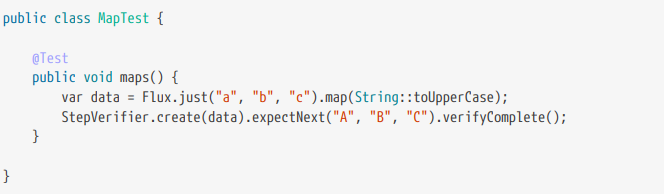 public class MapTest {
@Test
public void maps() {
var data = Flux.just("a", "b", "c").map(String::toUpperCase);
StepVerifier.create(data).expectNext("A", "B", "C").verifyComplete();
}
}